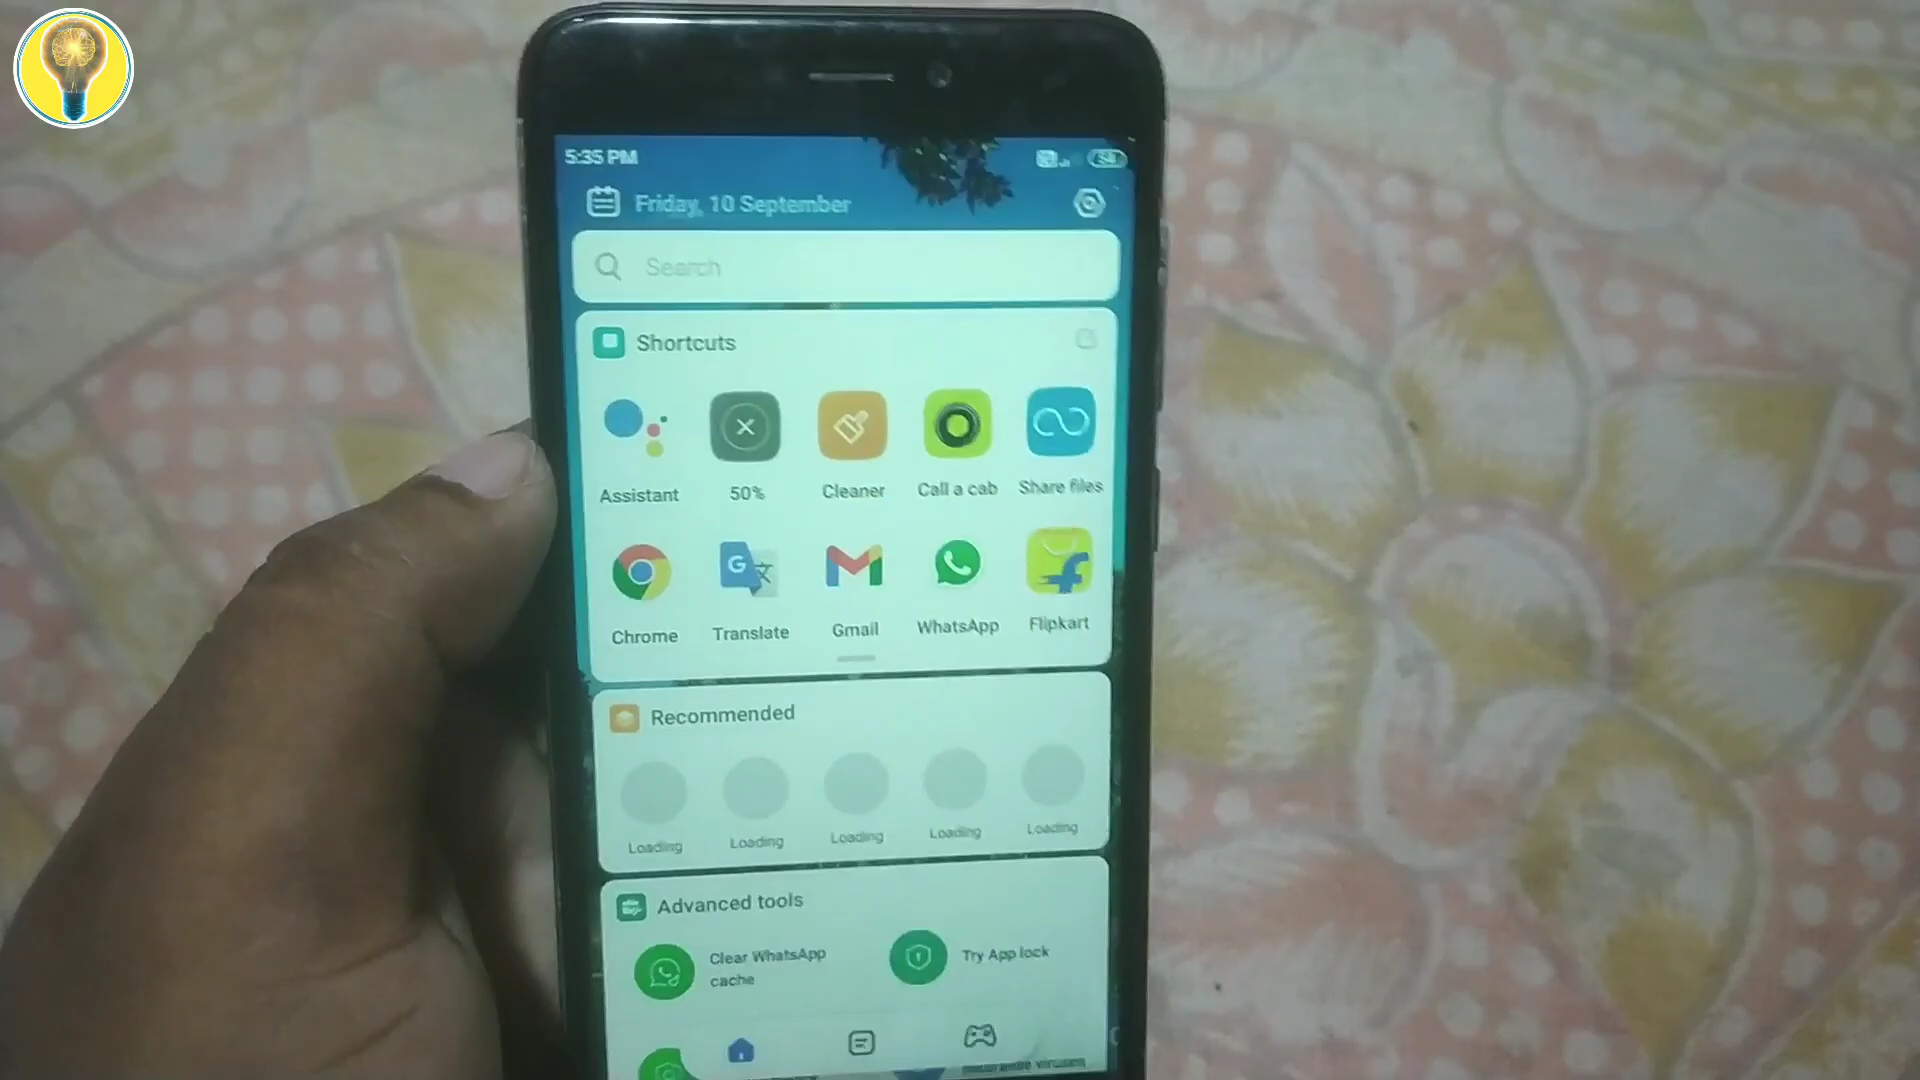 5:35 PM
54
Friday, 10 September
Search
Shortcuts
Assistant
50%
Cleaner
Call a cab
Share files
Chrome
Translate
Gmail
WhatsApp
Flipkart
Recommended
Loading
Loading
Loading
Loading
Loading
Advanced tools
Clear WhatsApp
cache
Try App lock